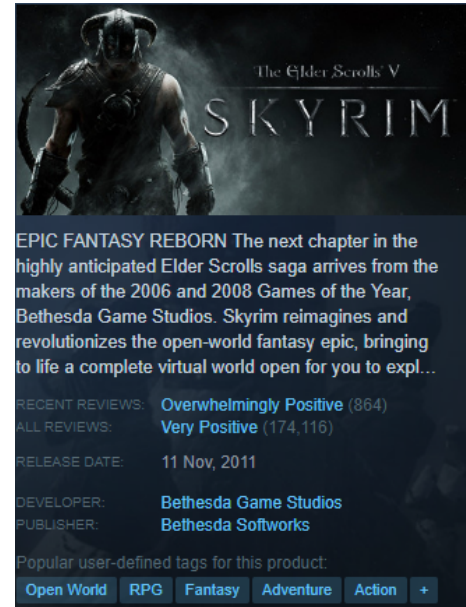 The Elder Scrolls V
SKYRIM
EPIC FANTASY REBORN The next chapter in the
highly anticipated Elder Scrolls saga arrives from the
makers of the 2006 and 2008 Games of the Year,
Bethesda Game Studios. Skyrim reimagines and
revolutionizes the open-world fantasy epic, bringing
to life a complete virtual world open for you to expl...
RECENT REVIEWS: Overwhelmingly Positive (864)
ALL REVIEWS: Very Positive (174,116)
RELEASE DATE: 11 Nov, 2011
DEVELOPER: Bethesda Game Studios
PUBLISHER: Bethesda Softworks
Popular user-defined tags for this product:
Open World RPG Fantasy Adventure Action +